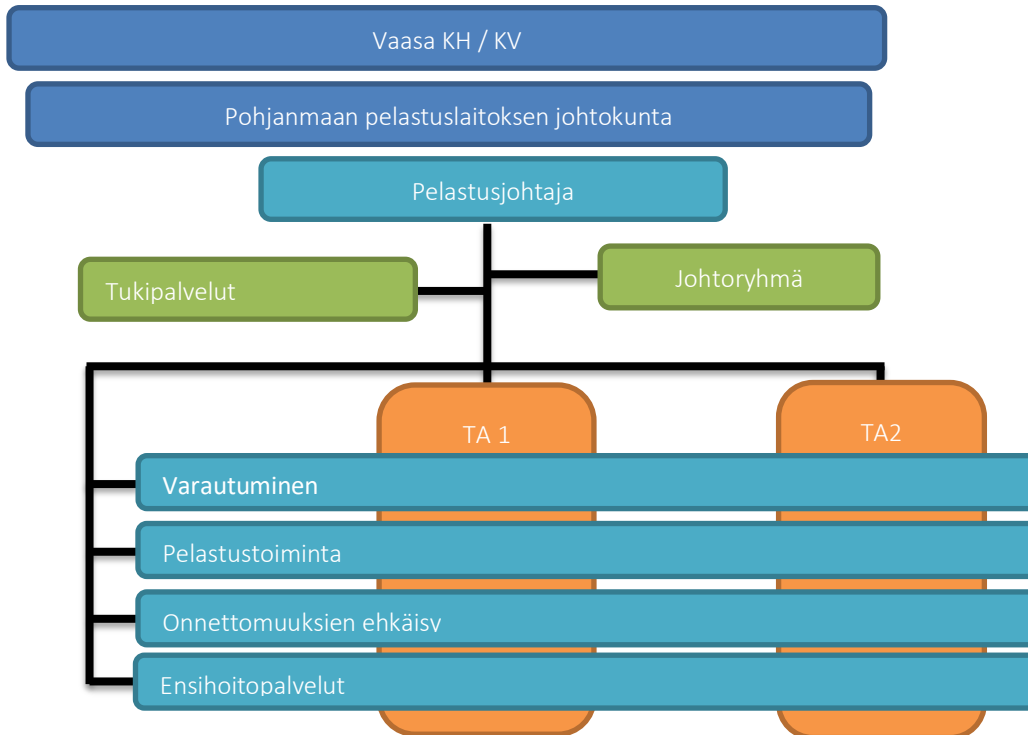 Vaasa KH / KV
Pohjanmaan pelastuslaitoksen johtokunta
Pelastusjohtaja
Tukipalvelut
Johtoryhmä
TA 1
TA2
Varautuminen
Pelastustoiminta
Onnettomuuksien ehkäisy
Ensihoitopalvelut